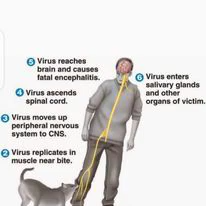 5 Virus reaches
brain and causes
fatal encephalitis.
6 Virus enters
salivary glands
and other
organs of victim.
4 Virus ascends
spinal cord.
3 Virus moves up
peripheral nervous
system to CNS.
2 Virus replicates in
muscle near bite.